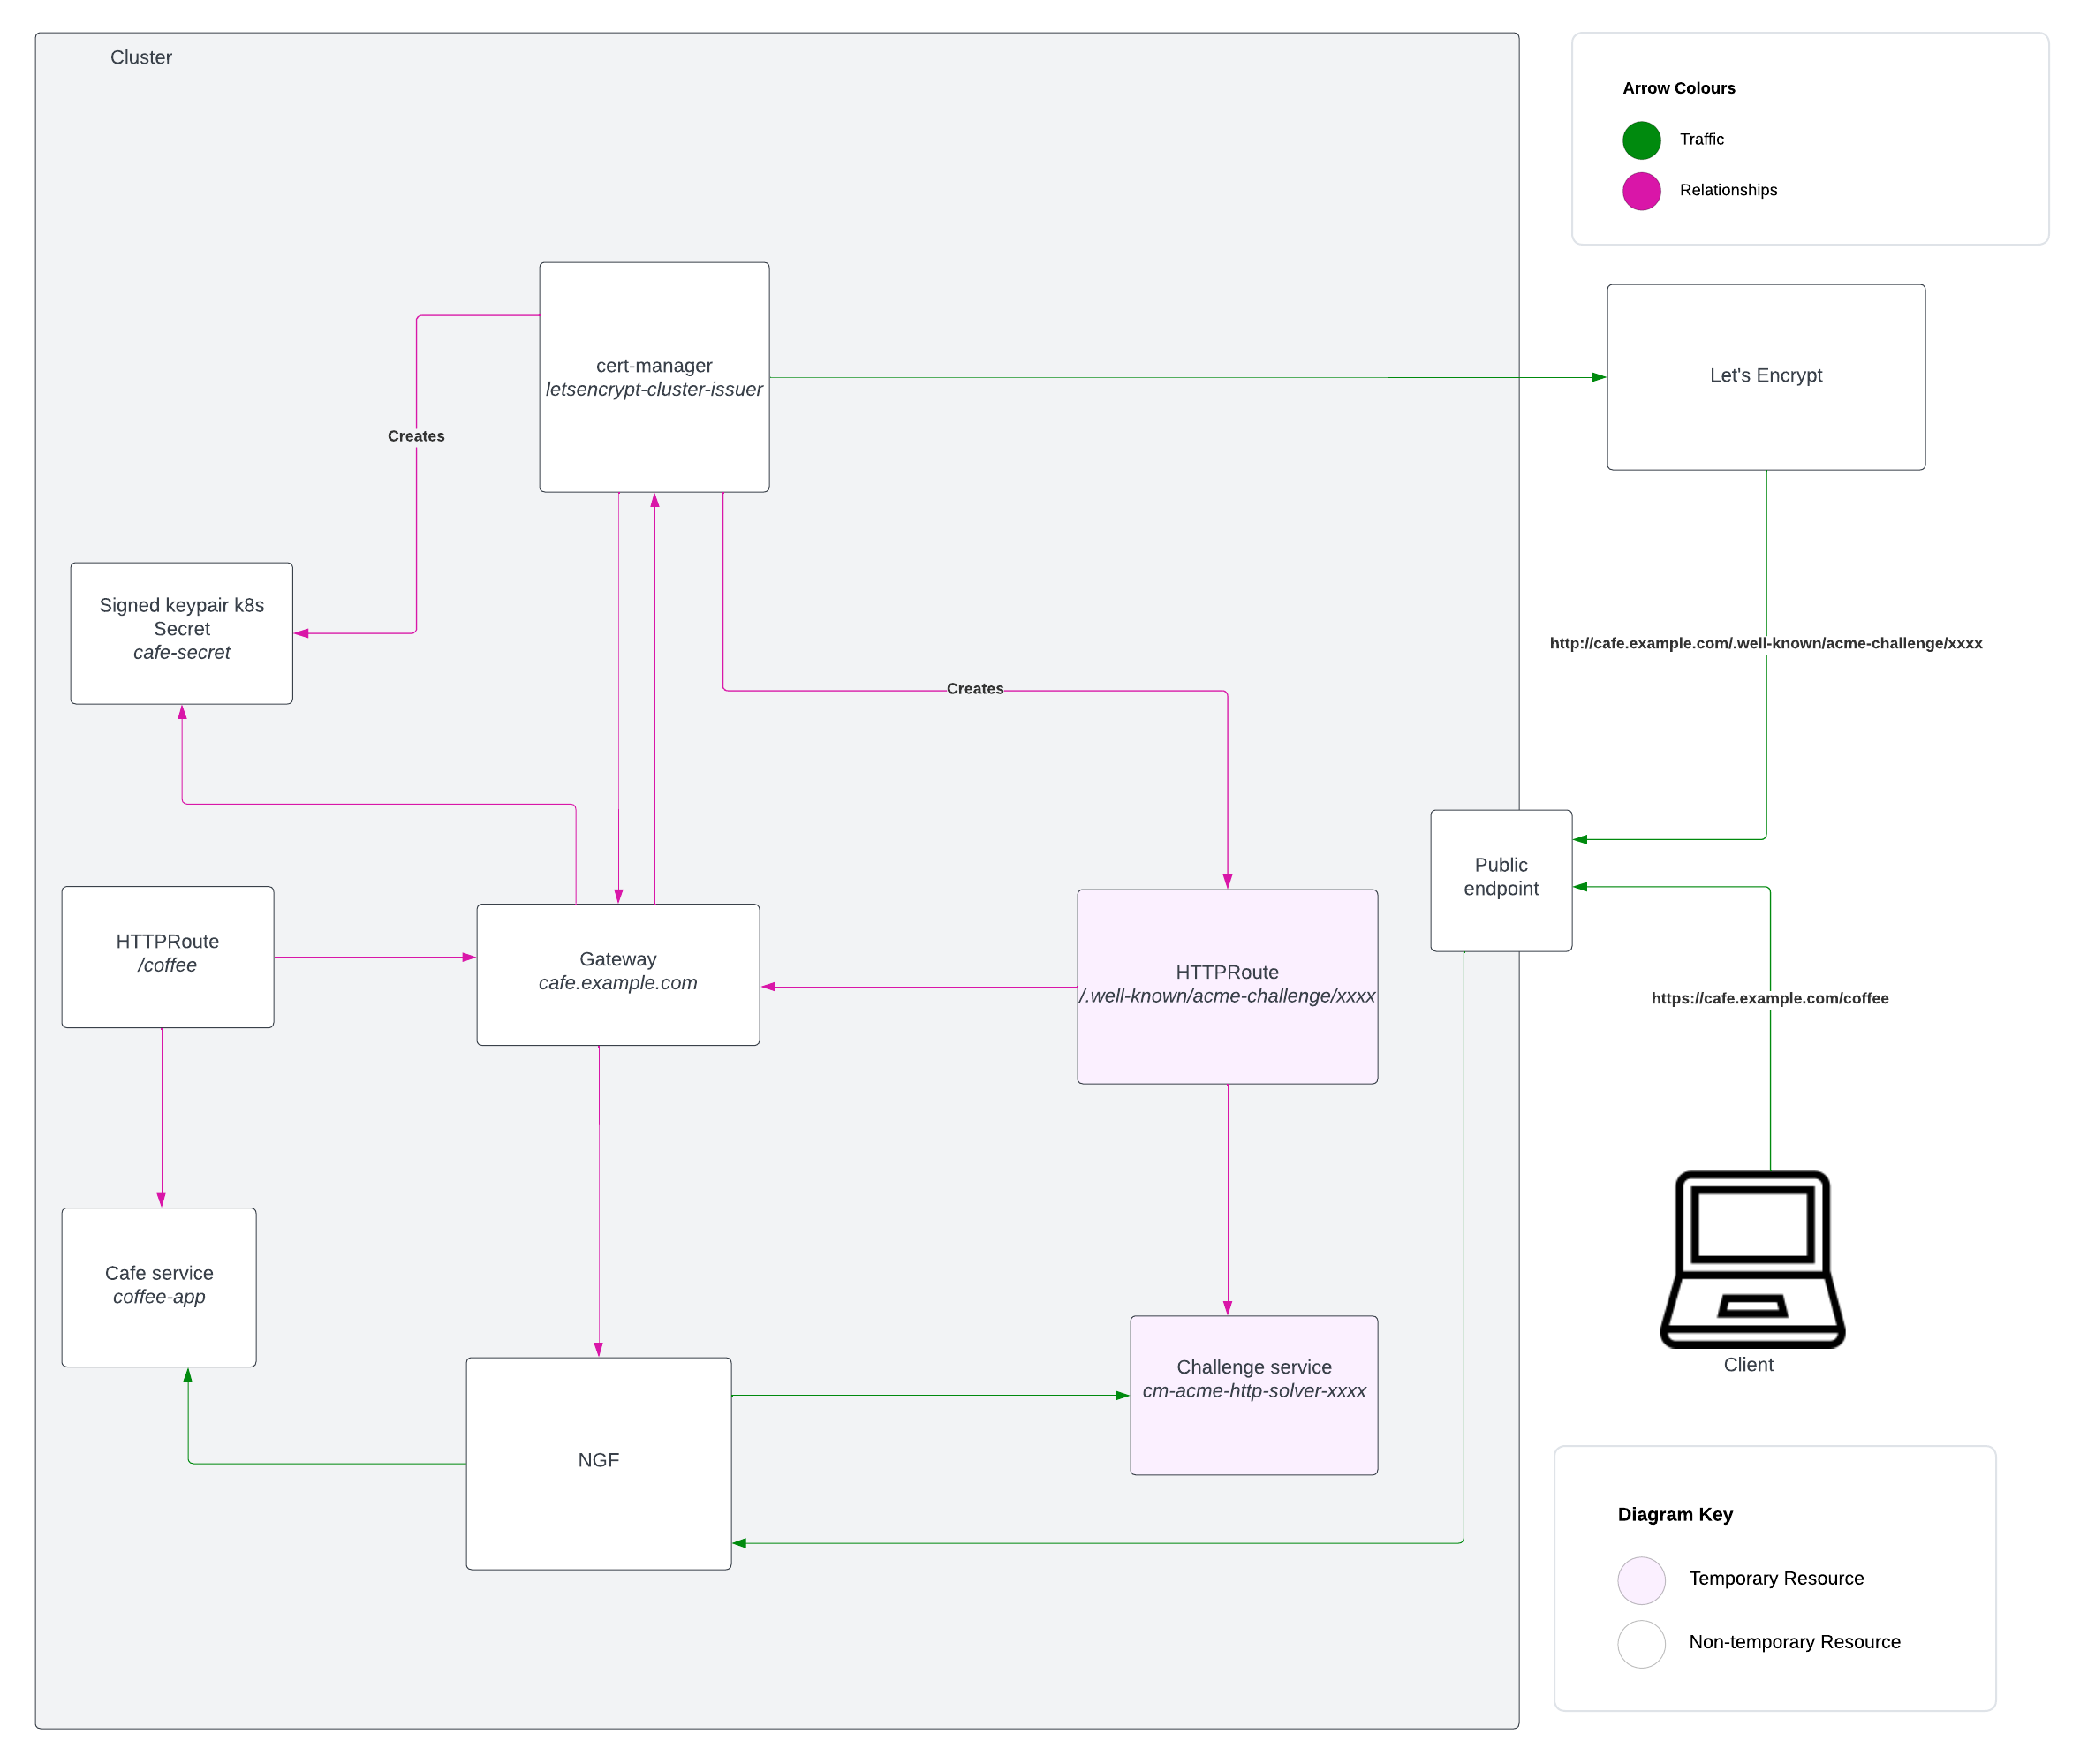 Cluster
Arrow Colours
Traffic
Relationships
cert-manager
letsencrypt-cluster-issuer
Let's Encrypt
Creates
Signed keypair k8s
Secret
cafe-secret
http://cafe.example.com/.well-known/acme-challenge/xxxx
Creates
Public
endpoint
HTTPRoute
/coffee
Gateway
cafe.example.com
HTTPRoute
/.well-known/acme-challenge/xxxx
https://cafe.example.com/coffee
Cafe service
coffee-app
Challenge service
cm-acme-http-solver-xxxx
Client
NGF
Diagram Key
Temporary Resource
Non-temporary Resource